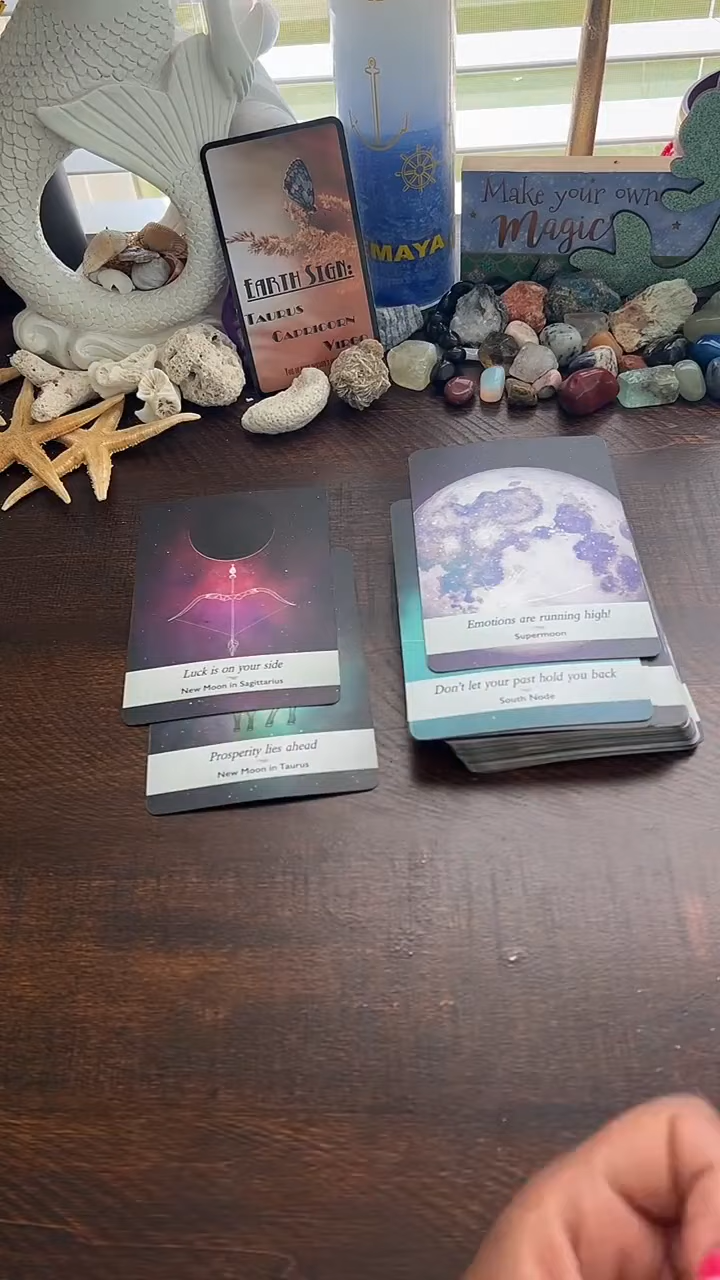 Make your own
Magic
EMAYA
EARTH SIGN:
TAURUS
CAPRICORN
VIRGO
Luck is on your side
New Moon in Sagittarius
Prosperity lies ahead
New Moon in Taurus
Emotions are running high!
Supermoon
Don't let your past hold you back
South Node